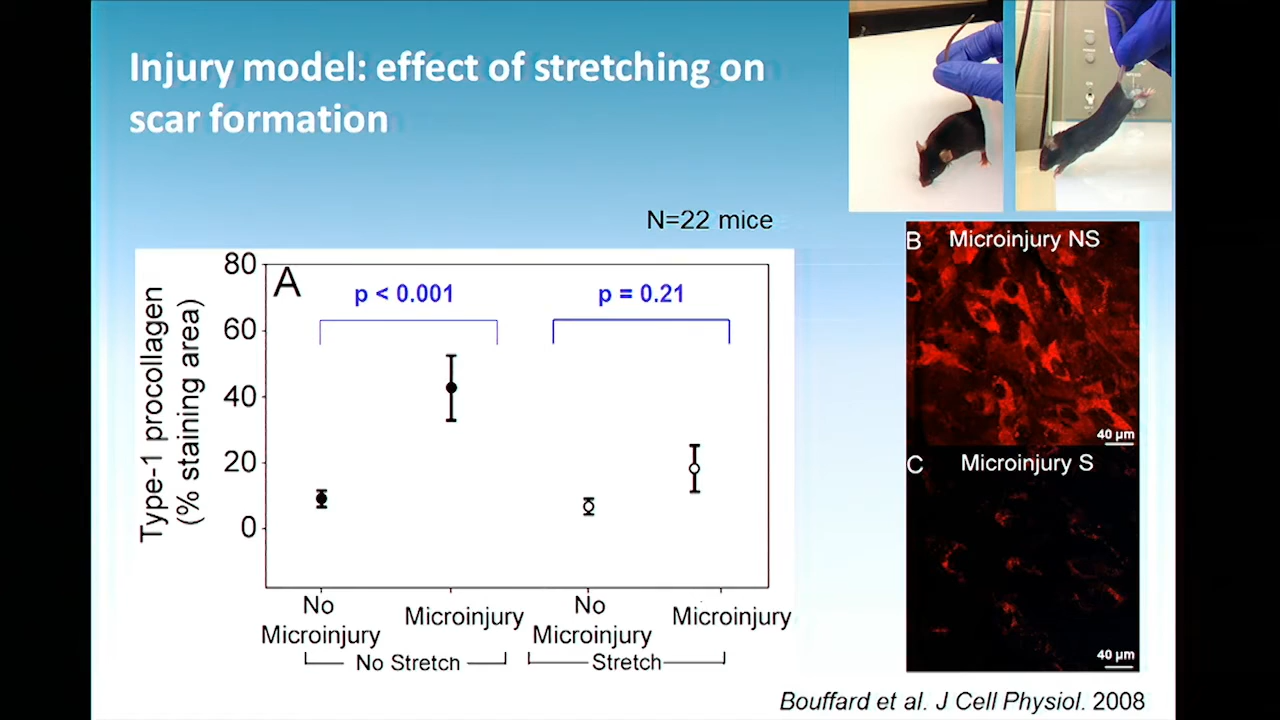 Injury model: effect of stretching on
scar formation
N=22 mice
A
p < 0.001
p = 0.21
Type-1 procollagen
(% staining area)
80
60
40
20
0
No
Microinjury
Microinjury
No
Microinjury
Microinjury
No Stretch
Stretch
B
Microinjury NS
40 µm
C
Microinjury S
40 µm
Bouffard et al. J Cell Physiol. 2008